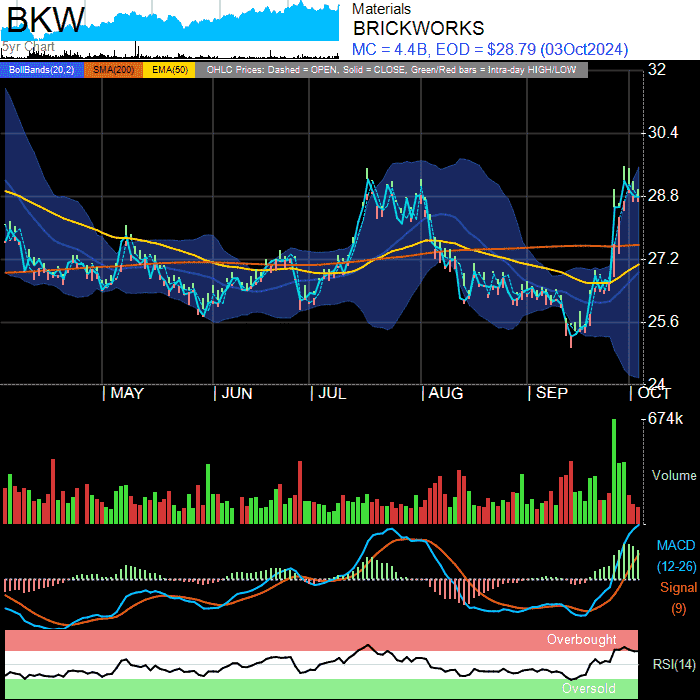 BKW
5yr Chart
Materials
BRICKWORKS
MC = 4.4B, EOD = $28.79 (03Oct2024)
BollBands(20,2) SMA(200) EMA(50) OHLC Prices: Dashed = OPEN, Solid = CLOSE, Green/Red bars = Intra-day HIGH/LOW
32
30.4
28.8
27.2
25.6
24
MAY JUN JUL AUG SEP OCT
674k
Volume
MACD
(12-26)
Signal
(9)
Overbought
RSI(14)
Oversold